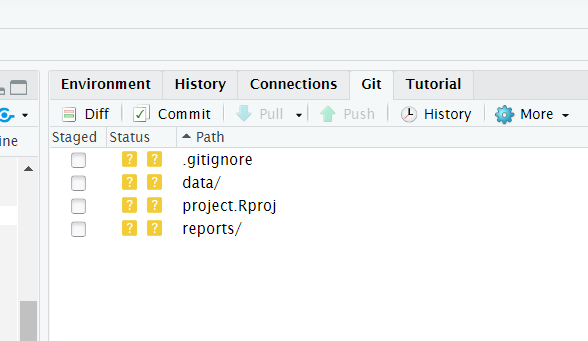 Environment History Connections Git Tutorial
Diff Commit Pull Push History More
ine
Staged Status Path
? ? .gitignore
? ? data/
? ? project.Rproj
? ? reports/